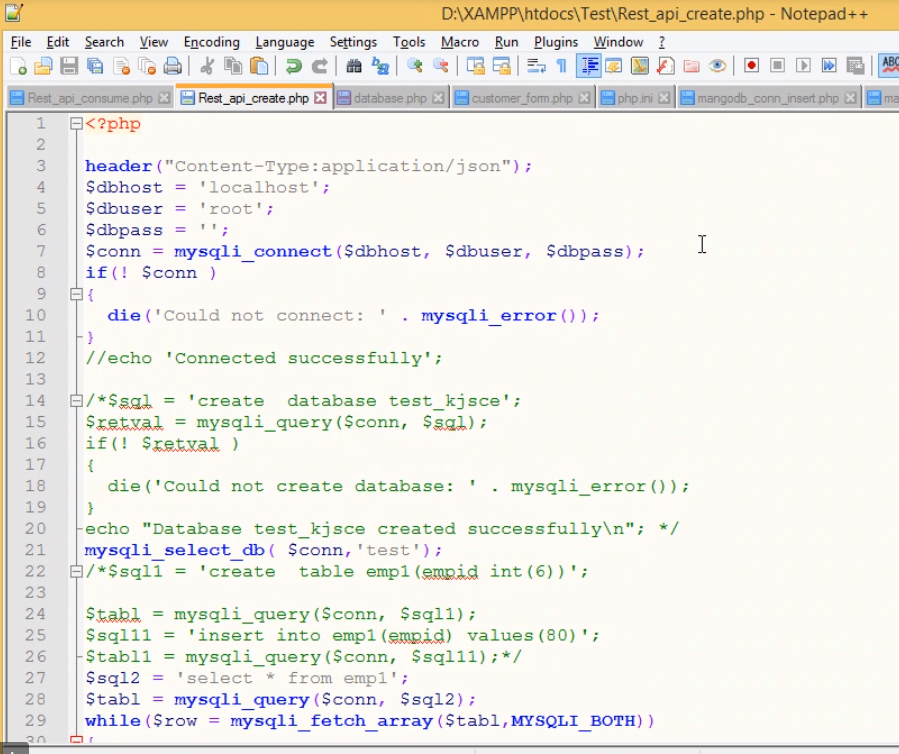 D:\XAMPP\htdocs\Test\Rest_api_create.php - Notepad++
File Edit Search View Encoding Language Settings Tools Macro Run Plugins Window ?
ABC
Rest_api_consume.php Rest_api_create.php database.php customer_form.php php.ini mangodb_conn_insert.php ma
1 <?php
2
3 header("Content-Type:application/json");
4 $dbhost = 'localhost';
5 $dbuser = 'root';
6 $dbpass = '';
7 $conn = mysqli_connect($dbhost, $dbuser, $dbpass);
8 if(! $conn )
9 {
10 die('Could not connect: ' . mysqli_error());
11 }
12 //echo 'Connected successfully';
13
14 /*$sql = 'create  database test_kjsce';
15 $retval = mysqli_query($conn, $sql);
16 if(! $retval )
17 {
18 die('Could not create database: ' . mysqli_error());
19 }
20 echo "Database test_kjsce created successfully\n"; */
21 mysqli_select_db( $conn,'test');
22 /*$sql1 = 'create  table emp1(empid int(6))';
23
24 $tabl = mysqli_query($conn, $sql1);
25 $sql11 = 'insert into emp1(empid) values(80)';
26 $tabl1 = mysqli_query($conn, $sql11);*/
27 $sql2 = 'select * from emp1';
28 $tabl = mysqli_query($conn, $sql2);
29 while($row = mysqli_fetch_array($tabl,MYSQLI_BOTH))
30 {